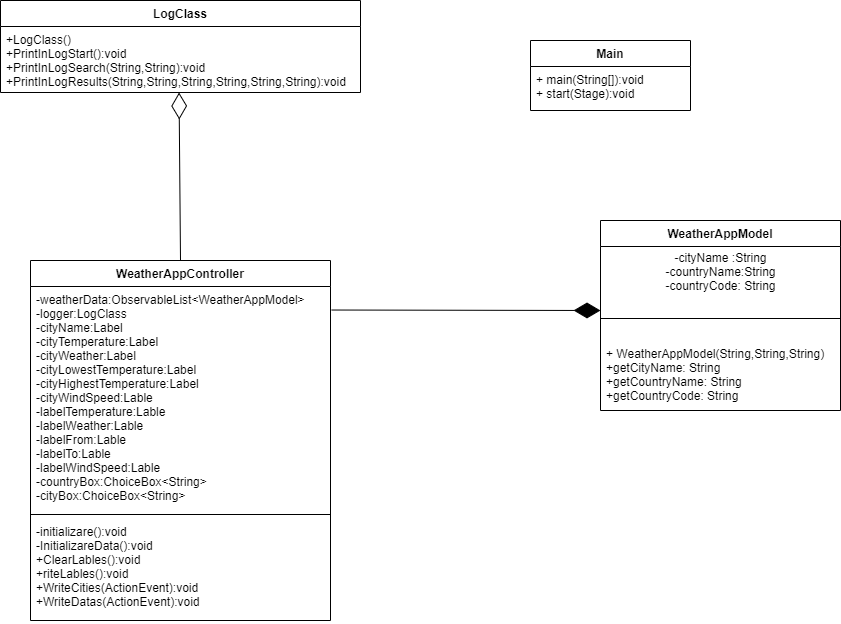 LogClass
+LogClass()
+PrintInLogStart():void
+PrintInLogSearch(String,String):void
+PrintInLogResults(String,String,String,String,String,String):void
Main
+ main(String[]):void
+ start(Stage):void
WeatherAppController
-weatherData:ObservableList<WeatherAppModel>
-logger:LogClass
-cityName:Label
-cityTemperature:Label
-cityWeather:Label
-cityLowestTemperature:Label
-cityHighestTemperature:Label
-cityWindSpeed:Lable
-labelTemperature:Lable
-labelWeather:Lable
-labelFrom:Lable
-labelTo:Lable
-labelWindSpeed:Lable
-countryBox:ChoiceBox<String>
-cityBox:ChoiceBox<String>
-initializare():void
-InitializareData():void
+ClearLables():void
+riteLables():void
+WriteCities(ActionEvent):void
+WriteDatas(ActionEvent):void
WeatherAppModel
-cityName :String
-countryName:String
-countryCode: String
+ WeatherAppModel(String,String,String)
+getCityName: String
+getCountryName: String
+getCountryCode: String